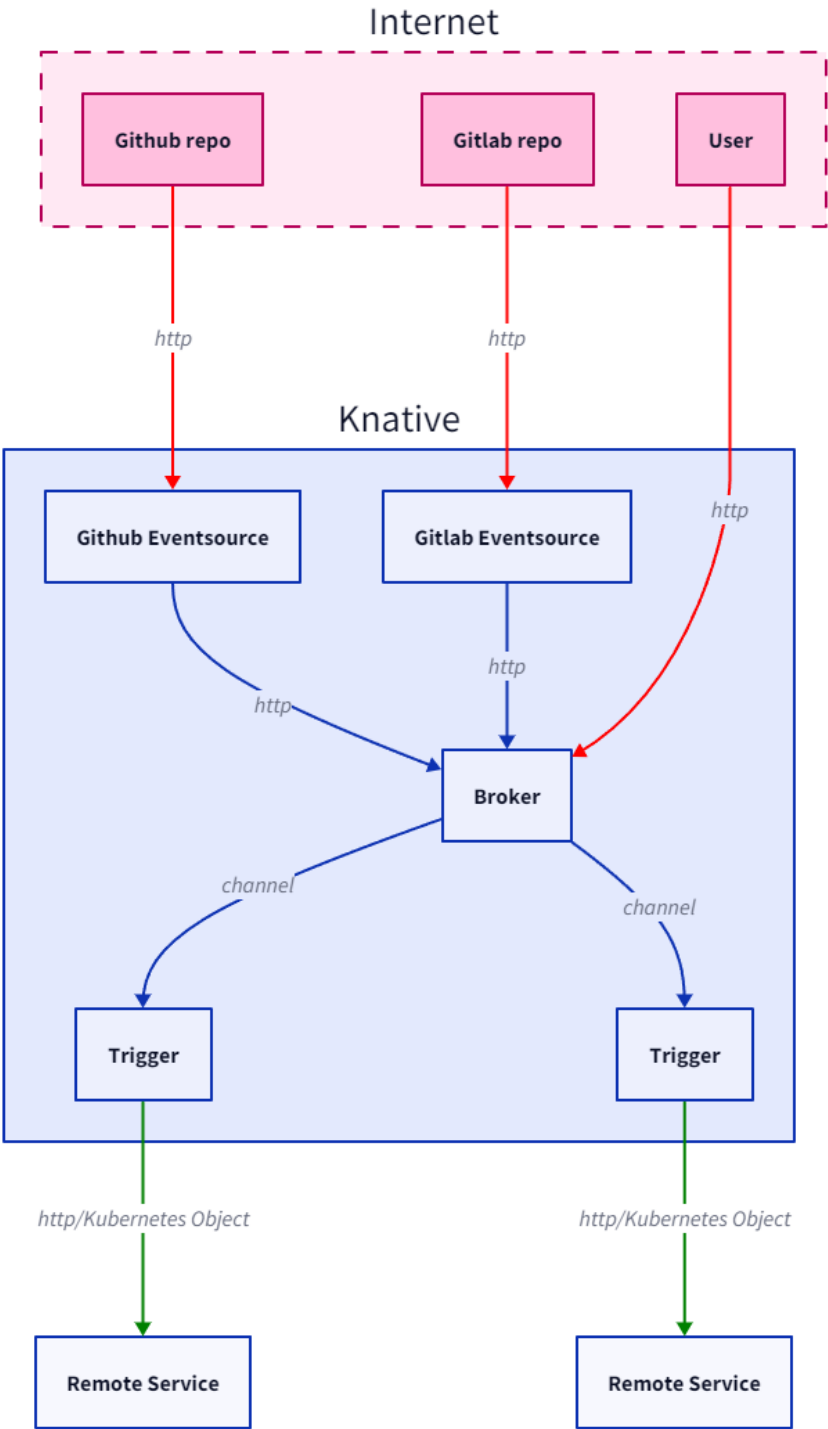 Internet
Github repo
Gitlab repo
User
http
http
Knative
http
Github Eventsource
Gitlab Eventsource
http
http
Broker
channel
channel
Trigger
Trigger
http/Kubernetes Object
http/Kubernetes Object
Remote Service
Remote Service